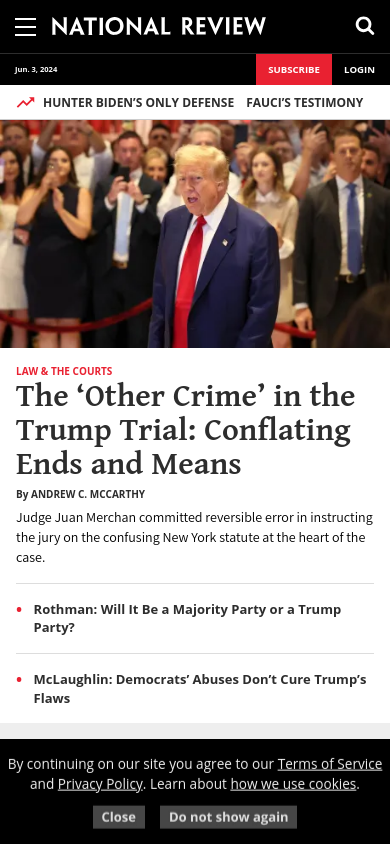 NATIONAL REVIEW
Jun. 3, 2024
SUBSCRIBE
LOGIN
HUNTER BIDEN’S ONLY DEFENSE
FAUCI’S TESTIMONY
LAW & THE COURTS
The ‘Other Crime’ in the
Trump Trial: Conflating
Ends and Means
By ANDREW C. MCCARTHY
Judge Juan Merchan committed reversible error in instructing
the jury on the confusing New York statute at the heart of the
case.
Rothman: Will It Be a Majority Party or a Trump
Party?
McLaughlin: Democrats’ Abuses Don’t Cure Trump’s
Flaws
By continuing on our site you agree to our Terms of Service
and Privacy Policy. Learn about how we use cookies.
Close
Do not show again